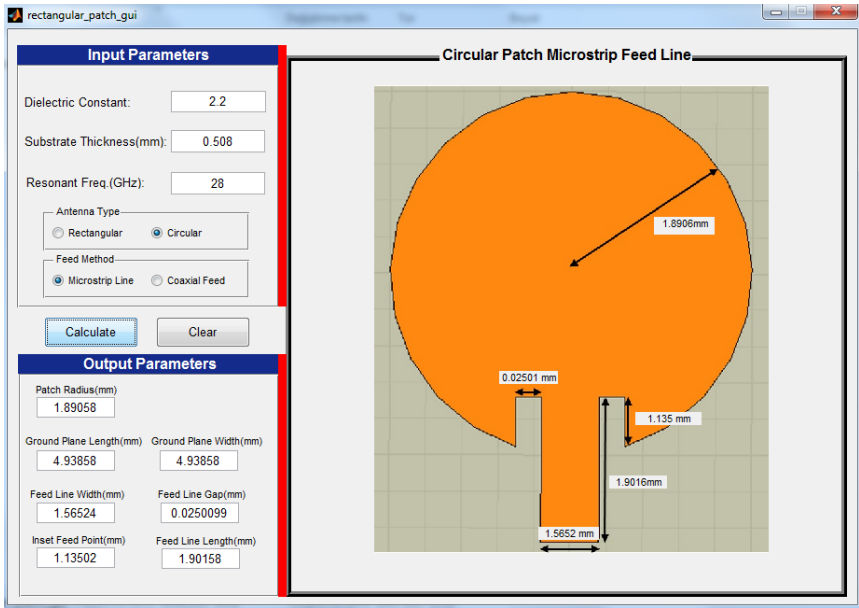 rectangular_patch_gui
Input Parameters
Dielectric Constant: 2.2
Substrate Thickness(mm): 0.508
Resonant Freq.(GHz): 28
Antenna Type
Rectangular Circular
Feed Method
Microstrip Line Coaxial Feed
Calculate Clear
Output Parameters
Patch Radius(mm)
1.89058
Ground Plane Length(mm) Ground Plane Width(mm)
4.93858 4.93858
Feed Line Width(mm) Feed Line Gap(mm)
1.56524 0.0250099
Inset Feed Point(mm) Feed Line Length(mm)
1.13502 1.90158
Circular Patch Microstrip Feed Line
1.8906mm
0.02501 mm
1.135 mm
1.9016mm
1.5652 mm